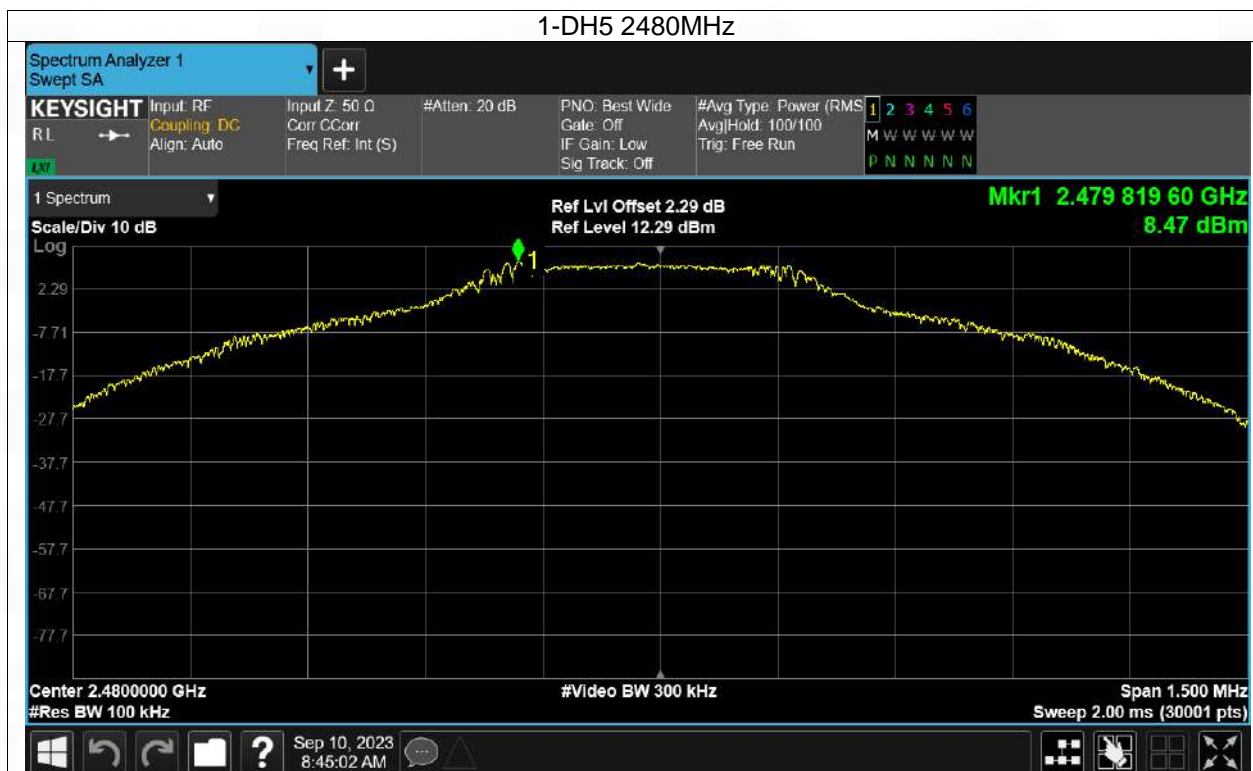 1-DH5 2480MHz
Spectrum Analyzer 1
Swept SA
KEYSIGHT
RL
LXI
Input: RF
Coupling: DC
Align: Auto
Input Z: 50 Ω
Corr CCorr
Freq Ref: Int (S)
#Atten: 20 dB
PNO: Best Wide
Gate: Off
IF Gain: Low
Sig Track: Off
#Avg Type: Power (RMS
Avg|Hold: 100/100
Trig: Free Run
1 2 3 4 5 6
M W W W W W
P N N N N N
1 Spectrum
Scale/Div 10 dB
Ref Lvl Offset 2.29 dB
Ref Level 12.29 dBm
Mkr1 2.479 819 60 GHz
8.47 dBm
Log
1
2.29
-7.71
-17.7
-27.7
-37.7
-47.7
-57.7
-67.7
-77.7
Center 2.4800000 GHz
#Video BW 300 kHz
Span 1.500 MHz
#Res BW 100 kHz
Sweep 2.00 ms (30001 pts)
?
Sep 10, 2023
8:45:02 AM